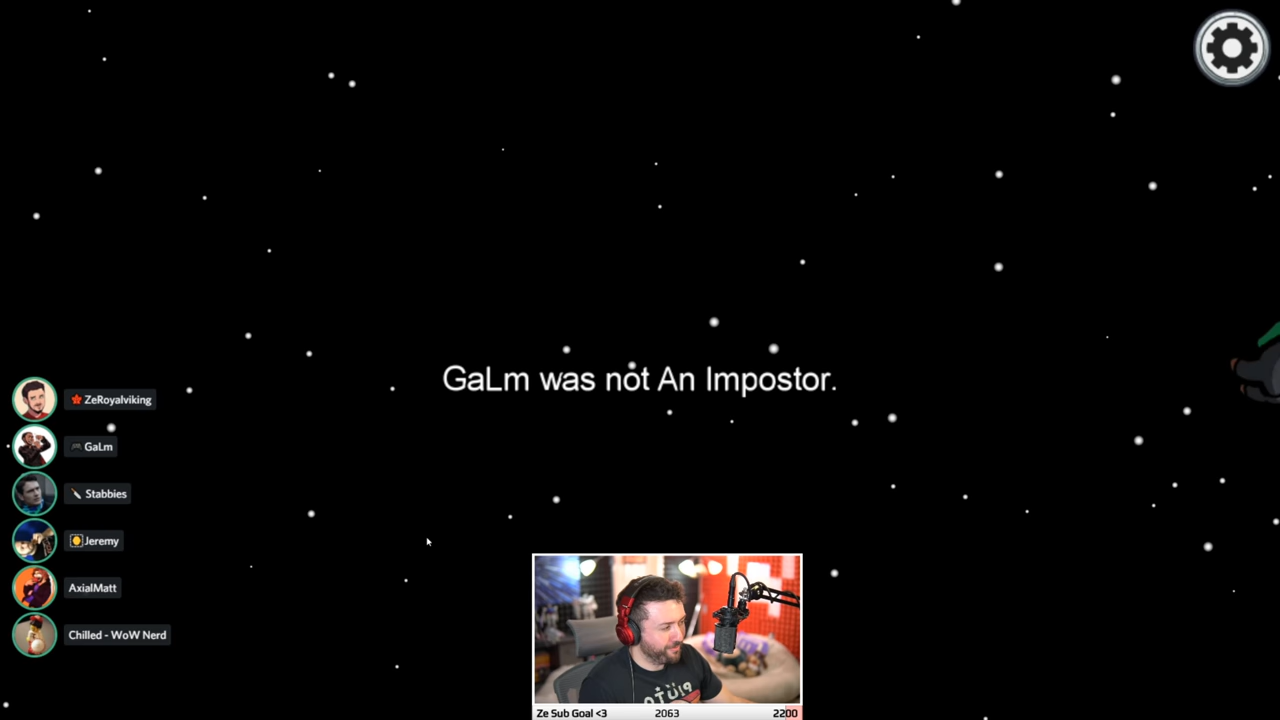 GaLm was not An Impostor.
ZeRoyalviking
GaLm
Stabbies
Jeremy
AxialMatt
Chilled - WoW Nerd
Ze Sub Goal <3 2063 2200